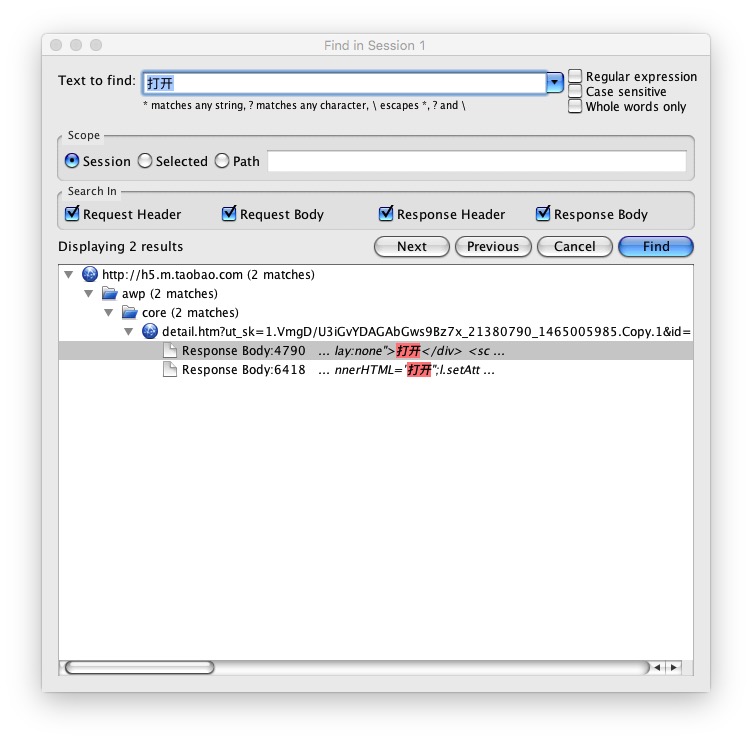 Find in Session 1
Text to find: 打开
Regular expression
* matches any string, ? matches any character, \ escapes *, ? and \
Case sensitive
Whole words only
Scope
Session Selected Path
Search In
Request Header Request Body Response Header Response Body
Displaying 2 results Next Previous Cancel Find
http://h5.m.taobao.com (2 matches)
awp (2 matches)
core (2 matches)
detail.htm?ut_sk=1.VmgD/U3iGvYDAGAbGws9Bz7x_21380790_1465005985.Copy.1&id=
Response Body:4790 ... lay:none">打开</div> <sc ...
Response Body:6418 ... nnerHTML="打开";l.setAtt ...